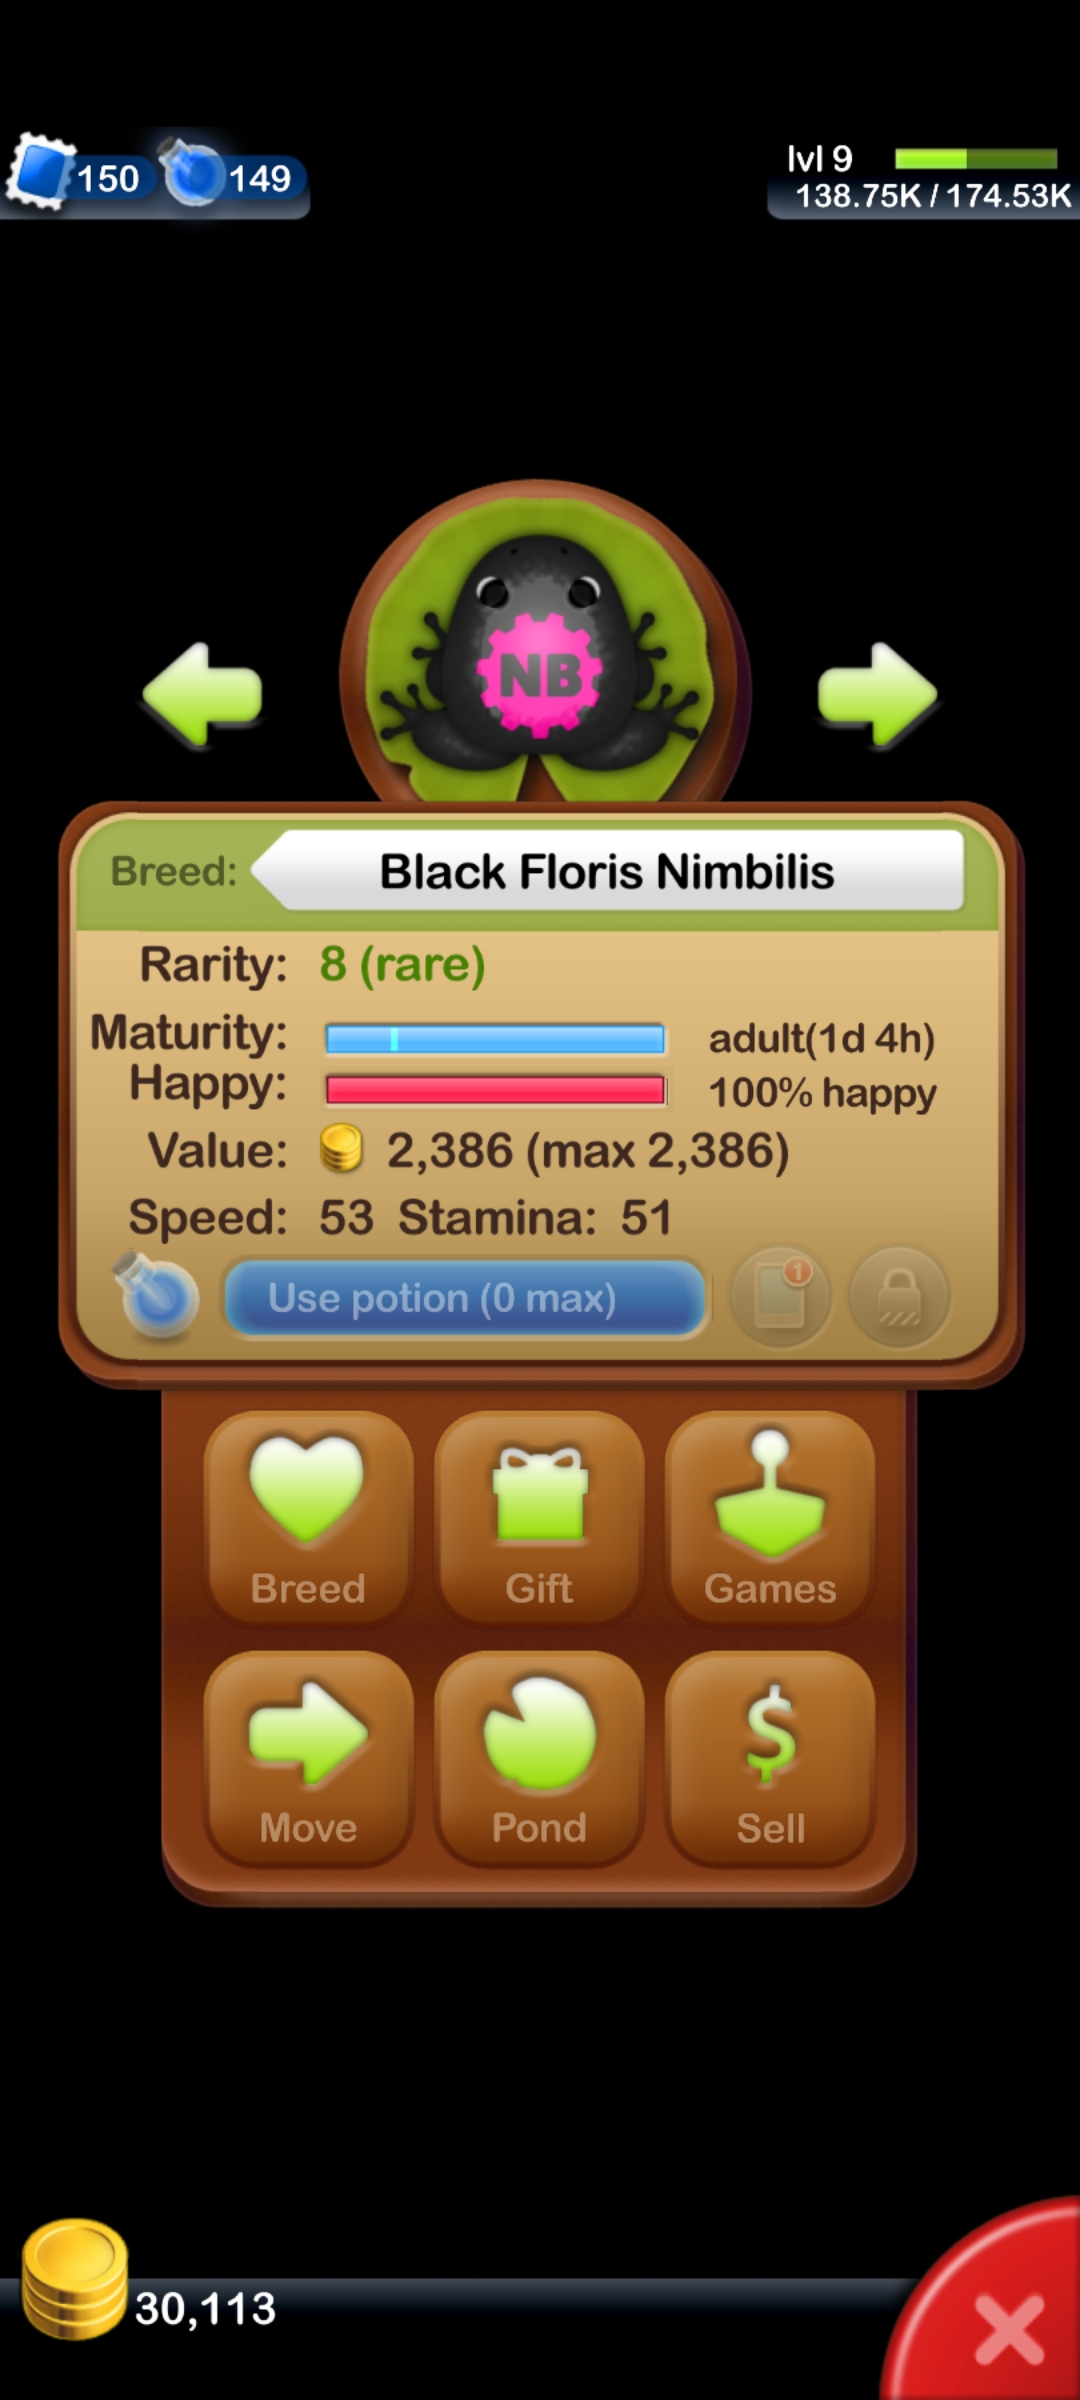 150 149
lvl 9
138.75K / 174.53K
NB
Breed: Black Floris Nimbilis
Rarity: 8 (rare)
Maturity: adult(1d 4h)
Happy: 100% happy
Value: 2,386 (max 2,386)
Speed: 53 Stamina: 51
Use potion (0 max) 1
Breed Gift Games
$
Move Pond Sell
30,113